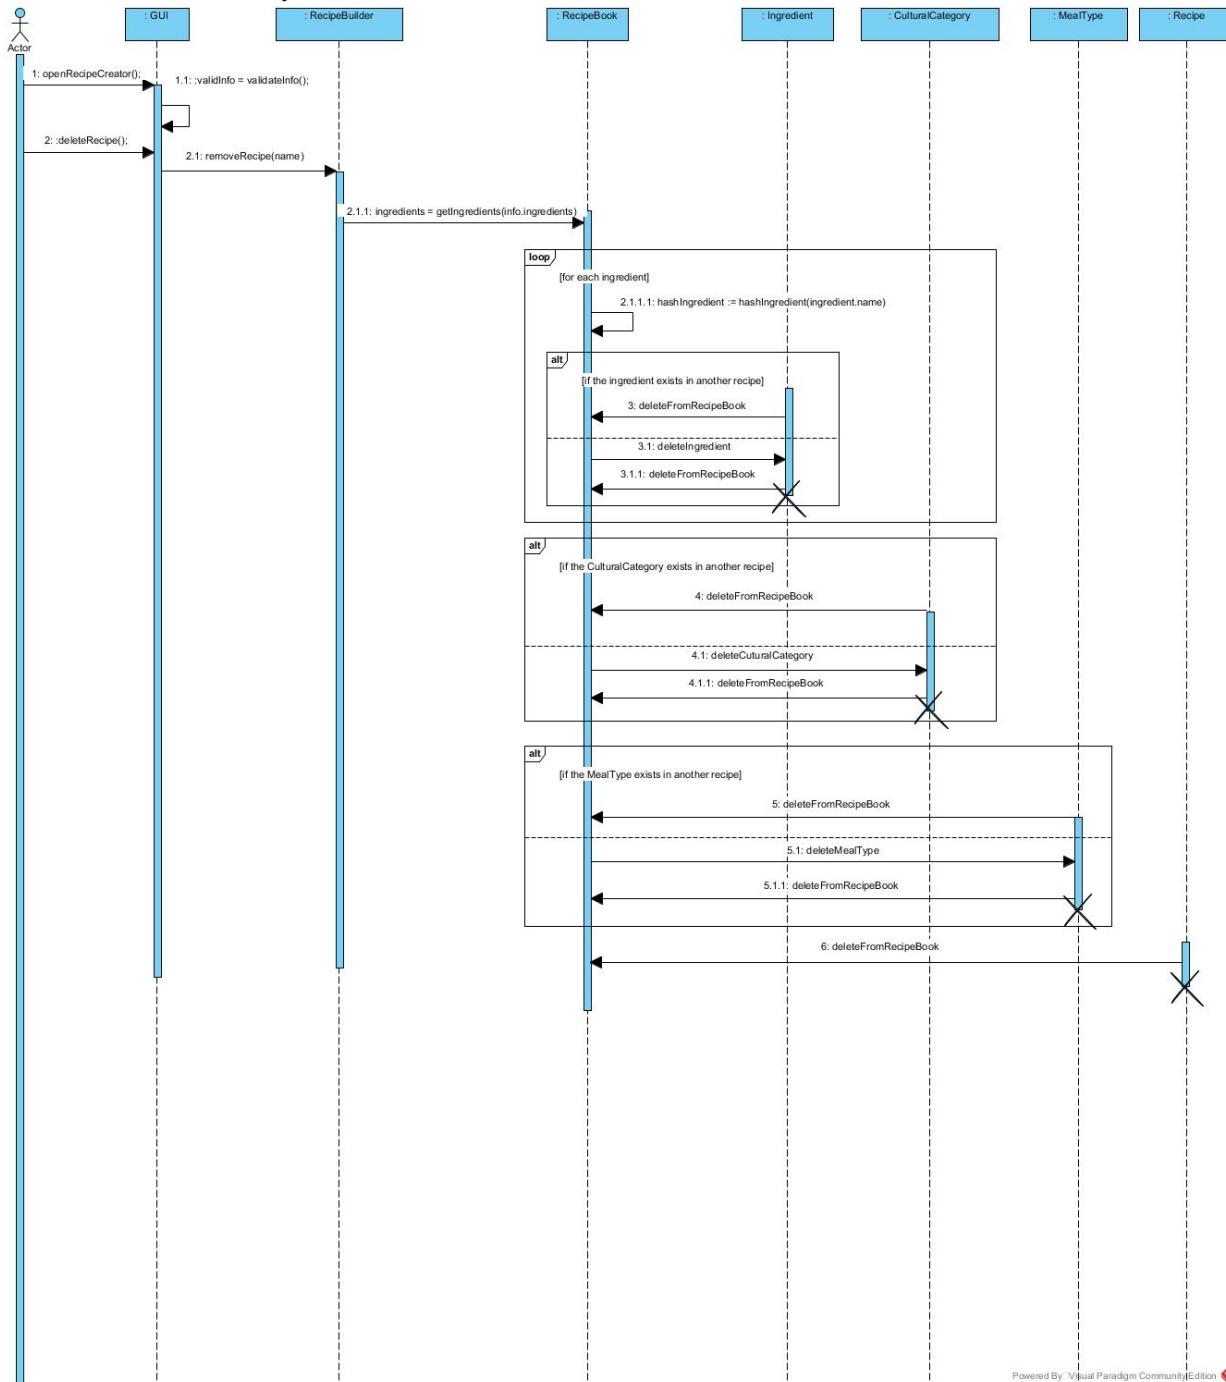 : GUI
: RecipeBuilder
: RecipeBook
: Ingredient
: CulturalCategory
: MealType
: Recipe
Actor
1: openRecipeCreator();
1.1: :validInfo = validateInfo();
2: :deleteRecipe();
2.1: removeRecipe(name)
2.1.1: ingredients = getIngredients(info.ingredients)
loop
[for each ingredient]
2.1.1.1: hashIngredient := hashIngredient(ingredient.name)
alt
[if the ingredient exists in another recipe]
3: deleteFromRecipeBook
3.1: deleteIngredient
3.1.1: deleteFromRecipeBook
alt
[if the CulturalCategory exists in another recipe]
4: deleteFromRecipeBook
4.1: deleteCuturalCategory
4.1.1: deleteFromRecipeBook
alt
[if the MealType exists in another recipe]
5: deleteFromRecipeBook
5.1: deleteMealType
5.1.1: deleteFromRecipeBook
6: deleteFromRecipeBook
Powered By Visual Paradigm Community Edition